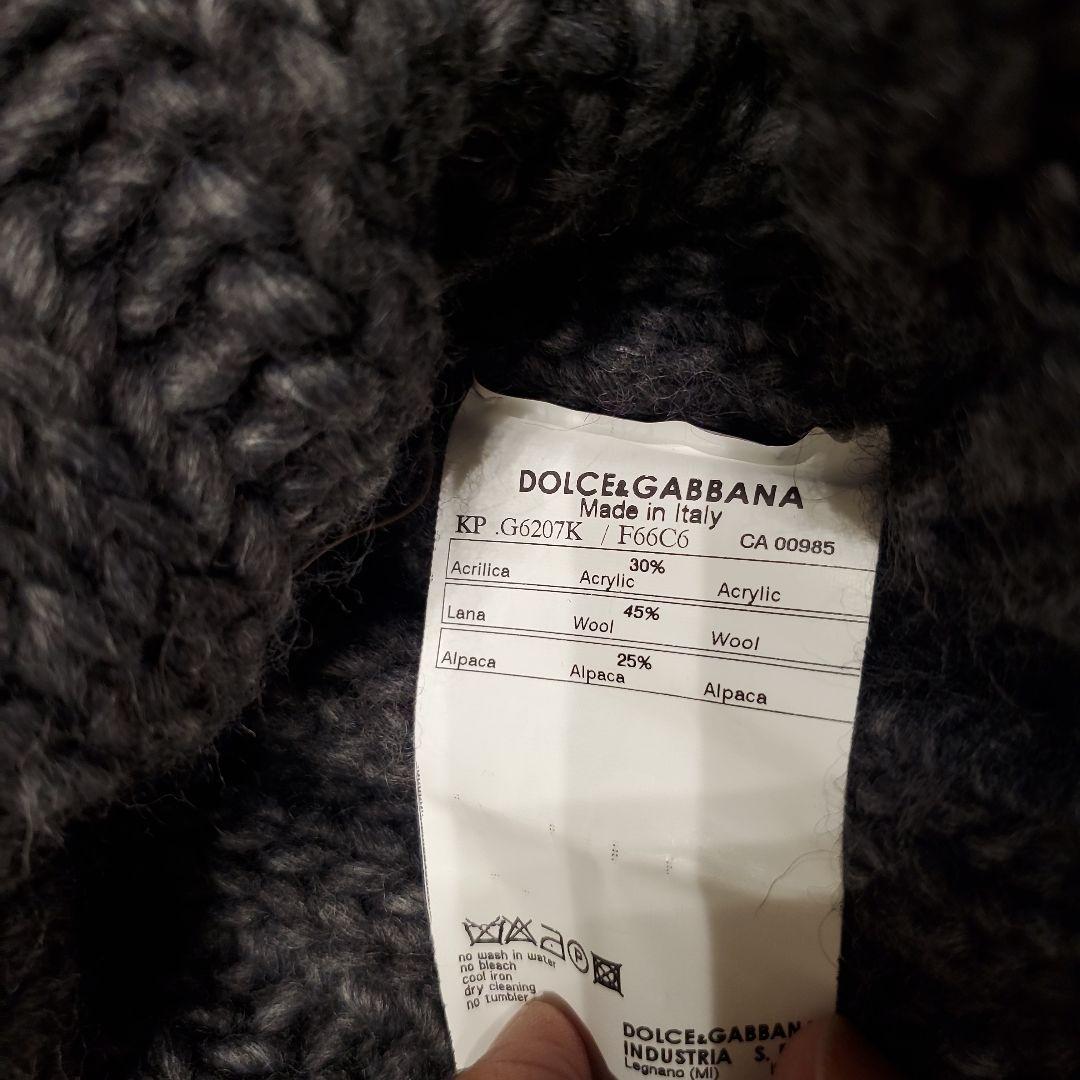 DOLCE&GABBANA
Made in Italy
KP .G6207K / F66C6 CA 00985
30%
Acrilica Acrylic Acrylic
45%
Lana Wool Wool
25%
Alpaca Alpaca Alpaca
P
no wash in water
no bleach
cool iron
dry cleaning
no tumbler
DOLCE&GABBAN
INDUSTRIA S.
Legnano (MI)